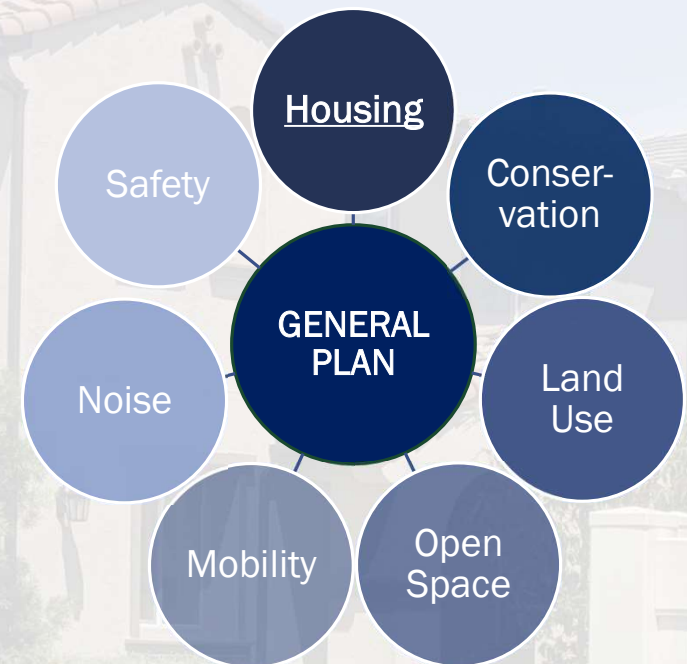 Housing
Conser-
vation
Land
Use
Open
Space
Mobility
Noise
Safety
GENERAL
PLAN